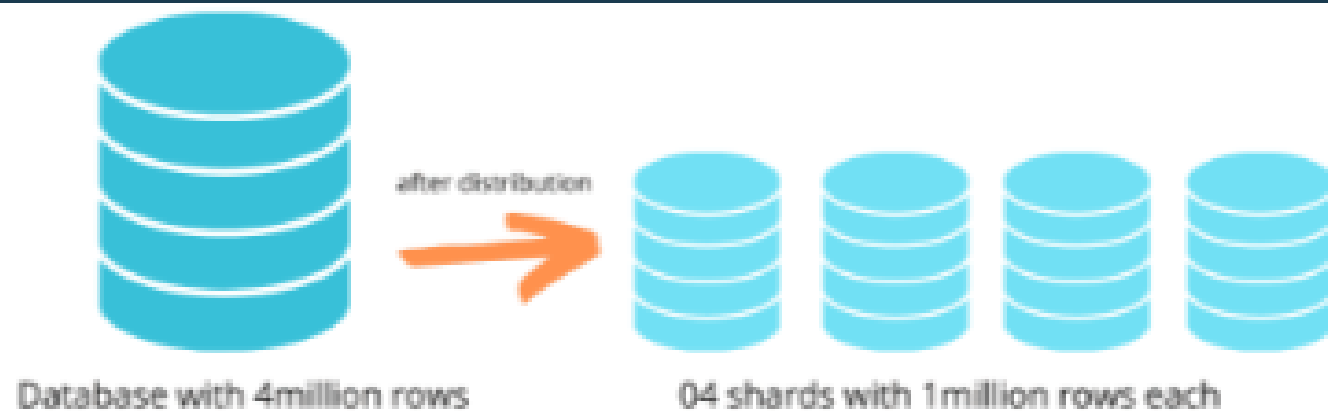 after distribution
Database with 4million rows
04 shards with 1million rows each